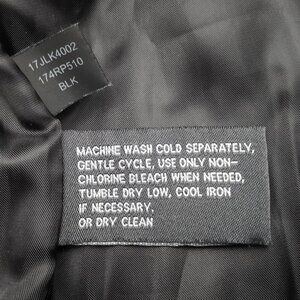 17JLK4002
174RP510
BLK
MACHINE WASH COLD SEPARATELY,
GENTLE CYCLE, USE ONLY NON-
CHLORINE BLEACH WHEN NEEDED,
TUMBLE DRY LOW, COOL IRON
IF NECESSARY,
OR DRY CLEAN